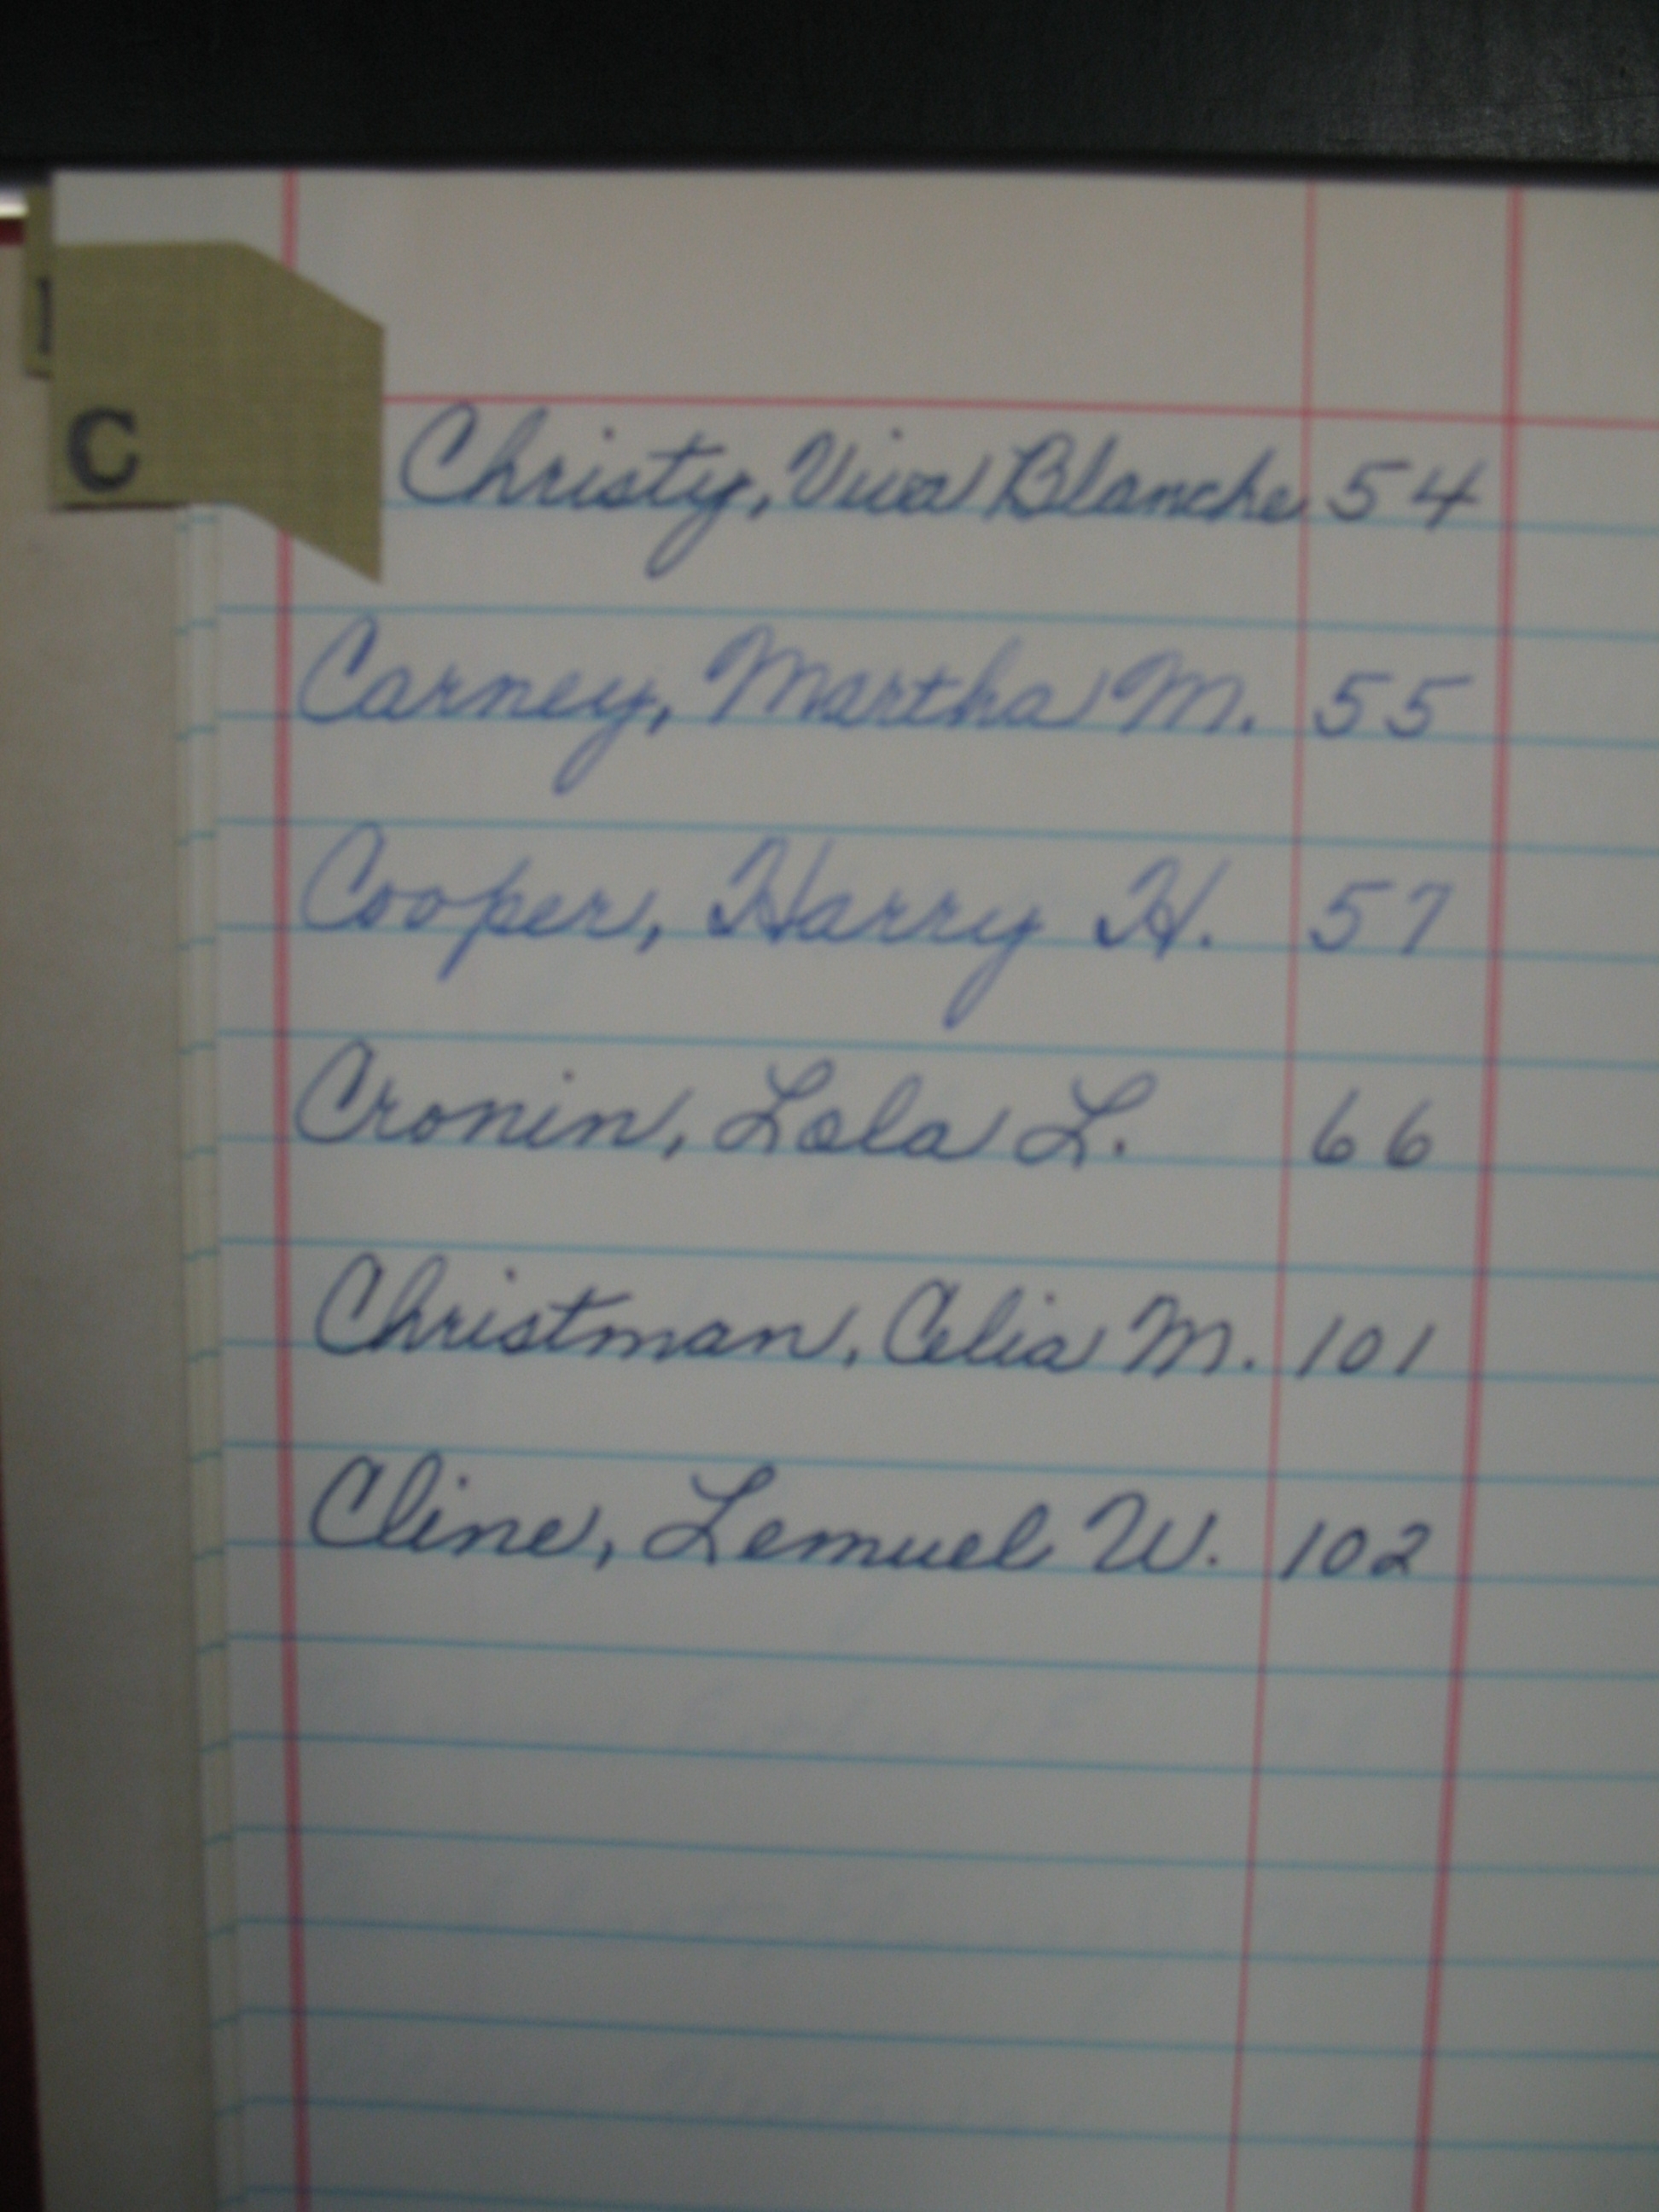 C
Christy, Viva Blanche 54
Carney, Martha M. 55
Cooper, Harry H. 57
Cronin, Lola L. 66
Christman, Celia M. 101
Cline, Lemuel W. 102